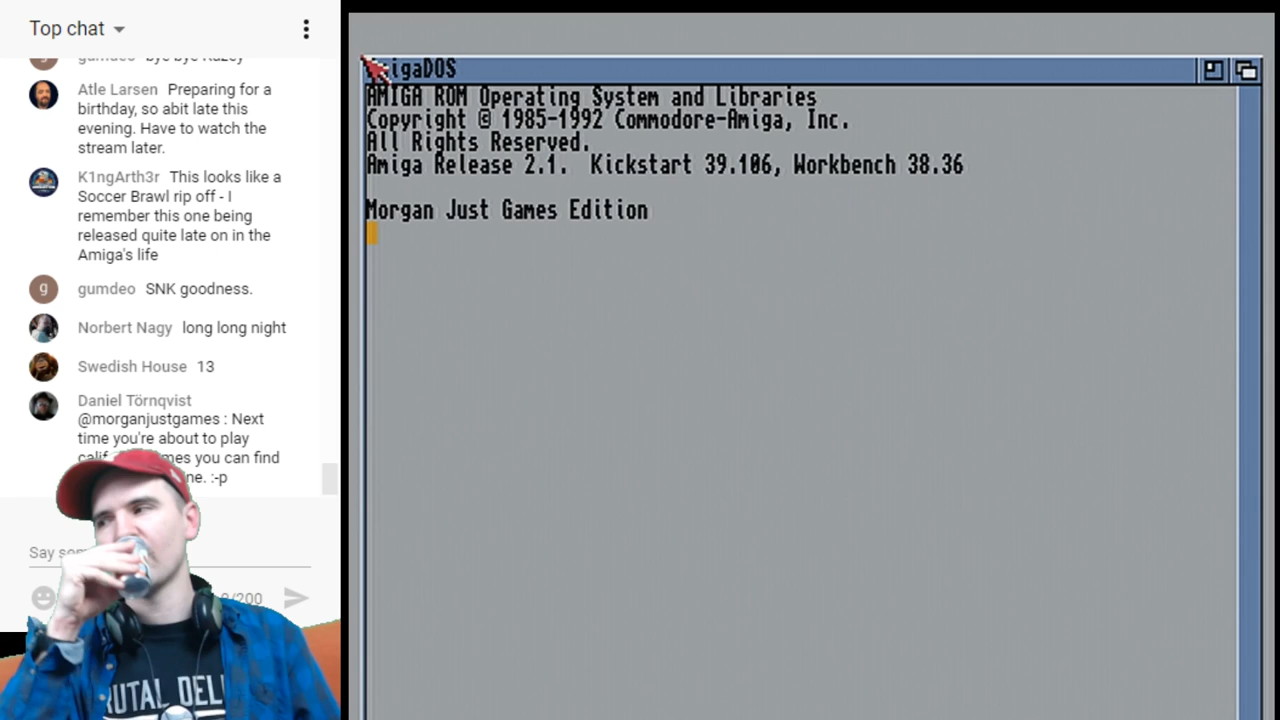 Top chat
Atle Larsen Preparing for a
birthday, so abit late this
evening. Have to watch the
stream later.
K1ngArth3r This looks like a
Soccer Brawl rip off - I
remember this one being
released quite late on in the
Amiga's life
gumdeo SNK goodness.
Norbert Nagy long long night
Swedish House 13
Daniel Törnqvist
@morganjustgames : Next
time you're about to play
you can find
:-p
Say
/200
AMIGA ROM Operating System and Libraries
Copyright © 1985-1992 Commodore-Amiga, Inc.
All Rights Reserved.
Amiga Release 2.1. Kickstart 39.106, Workbench 38.36
Morgan Just Games Edition